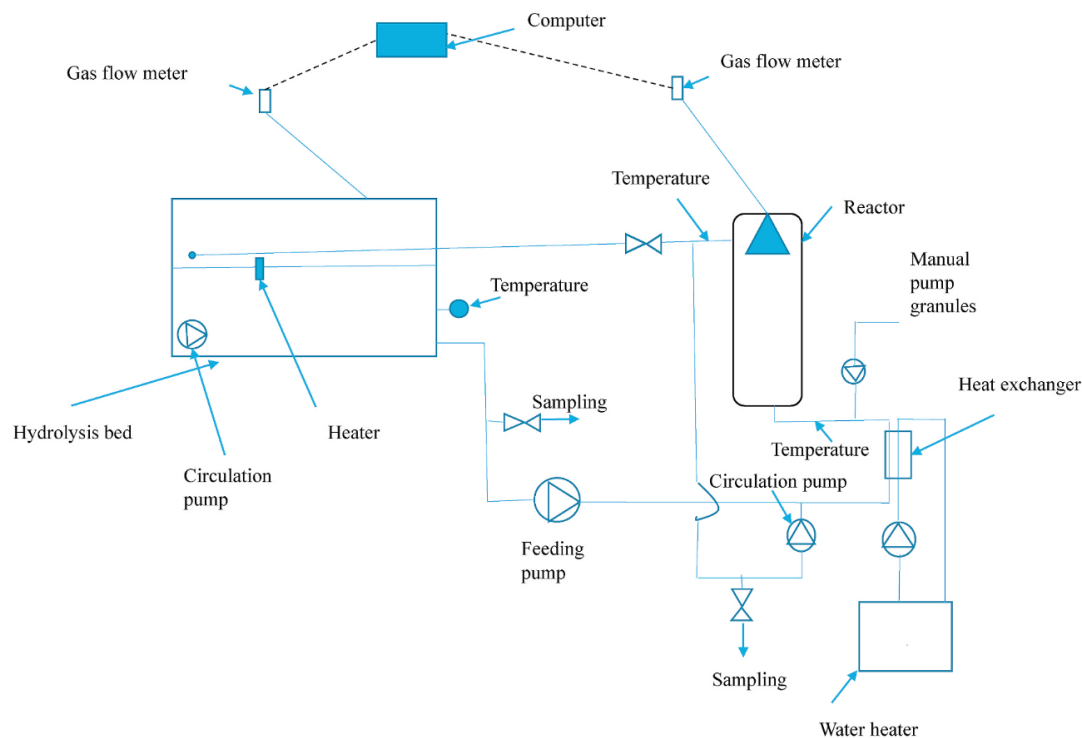 Computer
Gas flow meter
Gas flow meter
Temperature
Reactor
Manual
pump
granules
Temperature
Heat exchanger
Sampling
Hydrolysis bed
Heater
Temperature
Circulation
pump
Circulation pump
Feeding
pump
Sampling
Water heater